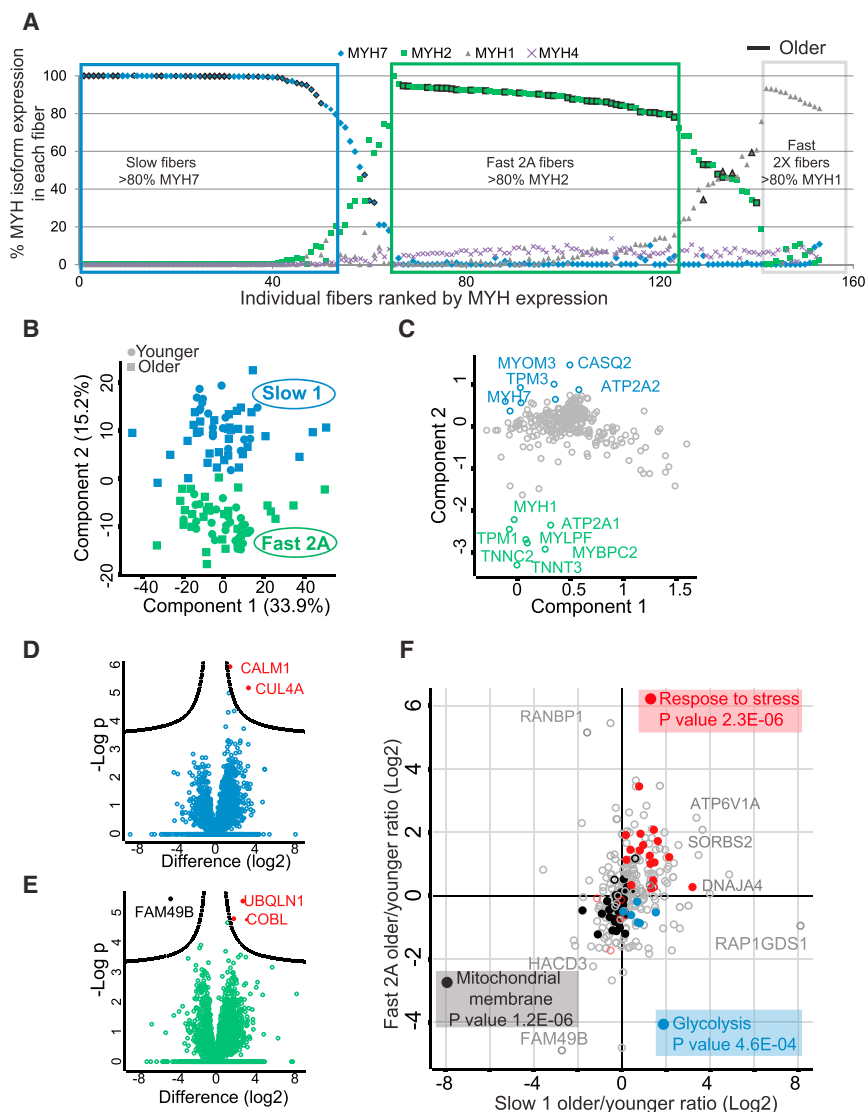 A
MYH7 MYH2 MYH1 MYH4 Older
% MYH isoform expression
in each fiber
100
80
60
40
20
0
Slow fibers
>80% MYH7
Fast 2A fibers
>80% MYH2
Fast
2X fibers
>80% MYH1
0 40 80 120 160
Individual fibers ranked by MYH expression
B
Younger
Older
Component 2 (15.2%)
20
10
0
-10
-20
Slow 1
Fast 2A
-40 -20 0 20 40 60
Component 1 (33.9%)
C
Component 2
1
0
-1
-2
-3
MYOM3
CASQ2
TPM3
ATP2A2
MYH7
MYH1
ATP2A1
TPM1
MYLPF
TNNC2
MYBPC2
TNNT3
0 0.5 1.0 1.5
Component 1
D
-Log p
6
5
4
3
2
1
0
CALM1
CUL4A
-8 -4 0 4 8
Difference (log2)
E
-Log p
5
4
3
2
1
0
FAM49B
UBQLN1
COBL
-8 -4 0 4 8
Difference (log2)
F
Fast 2A older/younger ratio (Log2)
6
4
2
0
-2
-4
Respose to stress
P value 2.3E-06
RANBP1
ATP6V1A
SORBS2
DNAJA4
RAP1GDS1
HACD3
Mitochondrial
membrane
P value 1.2E-06
FAM49B
Glycolysis
P value 4.6E-04
-8 -4 0 4 8
Slow 1 older/younger ratio (Log2)